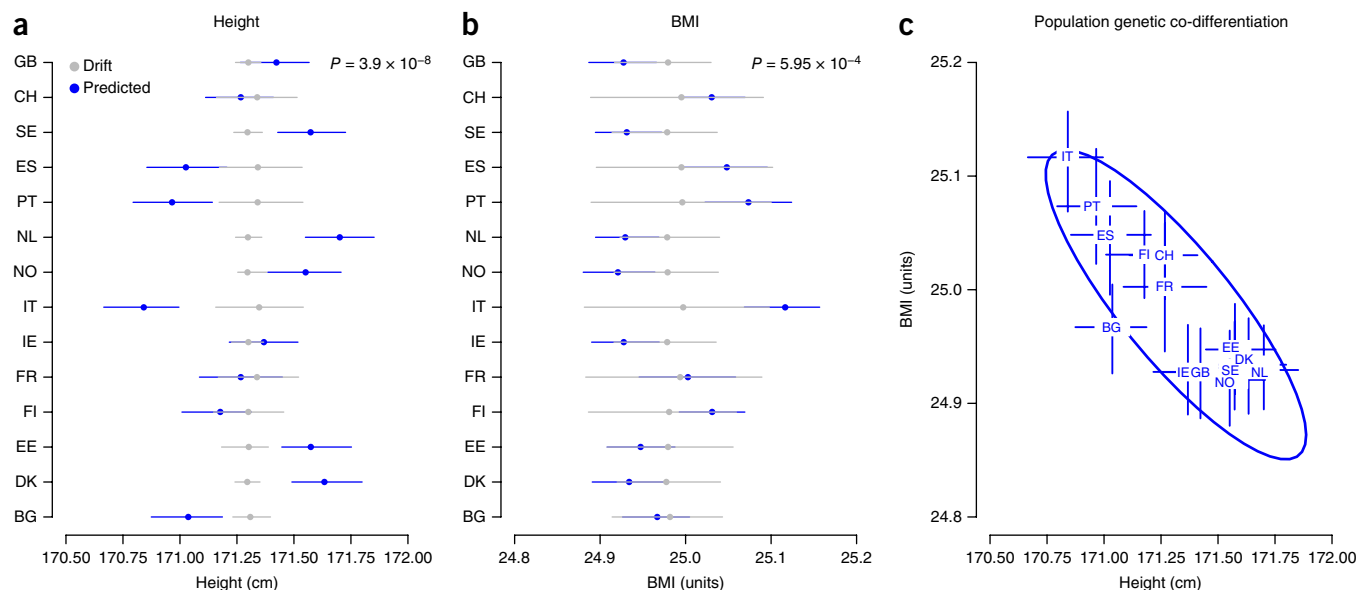 a
Height
GB
CH
SE
ES
PT
NL
NO
IT
IE
FR
FI
EE
DK
BG
Drift
Predicted
P = 3.9 × 10⁻⁸
170.50 170.75 171.00 171.25 171.50 171.75 172.00
Height (cm)
b
BMI
GB
CH
SE
ES
PT
NL
NO
IT
IE
FR
FI
EE
DK
BG
P = 5.95 × 10⁻⁴
24.8 24.9 25.0 25.1 25.2
BMI (units)
c
Population genetic co-differentiation
25.2
25.1
25.0
24.9
24.8
BMI (units)
IT
PT
ES
FI CH
FR
BG
EE
DK
IE GB SE NL
NO
170.50 170.75 171.00 171.25 171.50 171.75 172.00
Height (cm)